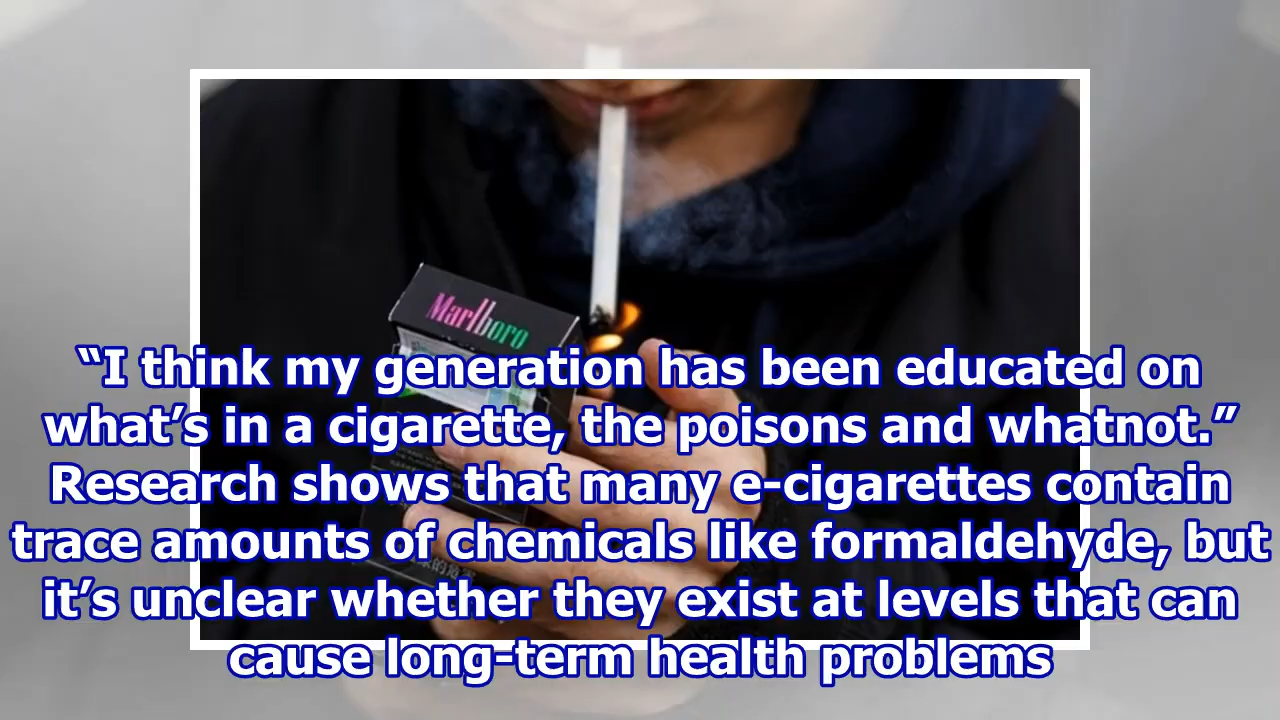 Marlboro
“I think my generation has been educated on
what’s in a cigarette, the poisons and whatnot.”
Research shows that many e-cigarettes contain
trace amounts of chemicals like formaldehyde, but
it’s unclear whether they exist at levels that can
cause long-term health problems